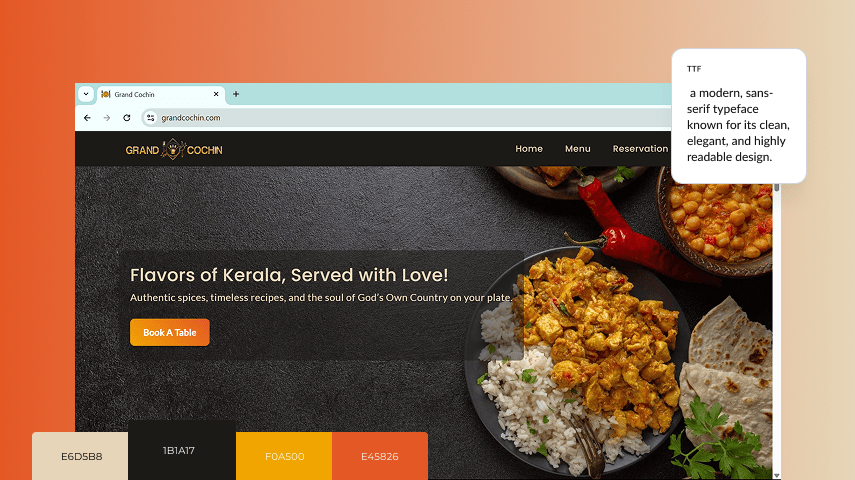 TTF
a modern, sans-
serif typeface
known for its clean,
elegant, and highly
readable design.
Grand Cochin
grandcochin.com
GRAND COCHIN
Home Menu Reservation
Flavors of Kerala, Served with Love!
Authentic spices, timeless recipes, and the soul of God's Own Country on your plate.
Book A Table
E6D5B8 1B1A17 F0A500 E45826